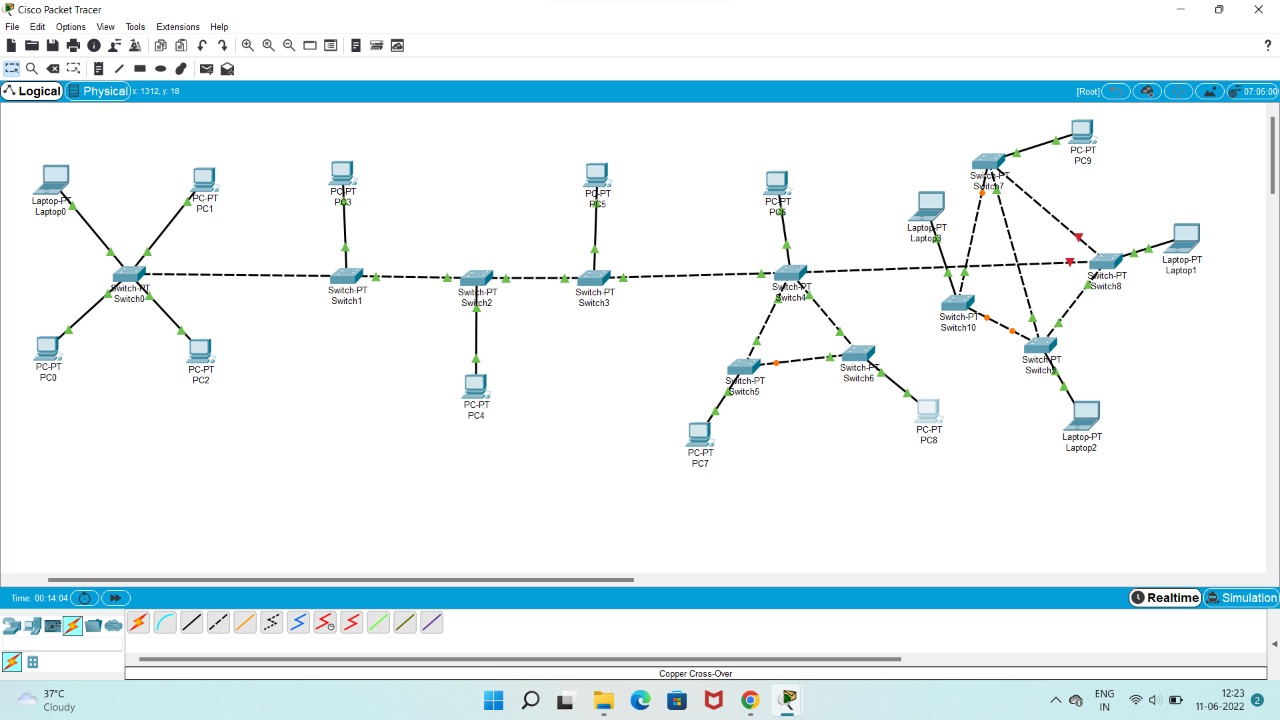 Cisco Packet Tracer
File Edit Options View Tools Extensions Help
?
Logical Physical x: 1312, y: 18 [Root] 07:05:00
PC-PT
PC9
Switch-PT
Switch7
Laptop-PT
Laptop0
PC-PT
PC1
PC-PT
PC3
PC-PT
PC5
PC-PT
PC6
Laptop-PT
Laptop3
Laptop-PT
Laptop1
Switch-PT
Switch0
Switch-PT
Switch1
Switch-PT
Switch2
Switch-PT
Switch3
Switch-PT
Switch4
Switch-PT
Switch8
Switch-PT
Switch10
Switch-PT
Switch9
PC-PT
PC0
PC-PT
PC2
PC-PT
PC4
Switch-PT
Switch5
Switch-PT
Switch6
PC-PT
PC7
PC-PT
PC8
Laptop-PT
Laptop2
Time: 00:14:04 Realtime Simulation
Copper Cross-Over
37°C
Cloudy
ENG
IN
12:23
11-06-2022
2